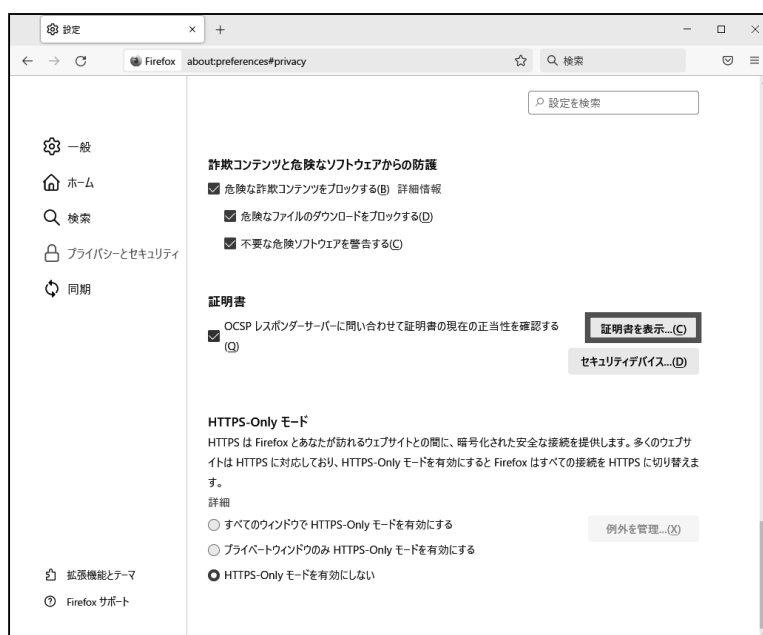 設定
Firefox about:preferences#privacy 検索
設定を検索
一般
ホーム
検索
プライバシーとセキュリティ
同期
拡張機能とテーマ
Firefox サポート
詐欺コンテンツと危険なソフトウェアからの防護
危険な詐欺コンテンツをブロックする(B) 詳細情報
危険なファイルのダウンロードをブロックする(D)
不要な危険ソフトウェアを警告する(C)
証明書
OCSP レスポンダーサーバーに問い合わせて証明書の現在の正当性を確認する
(Q)
証明書を表示...(C)
セキュリティデバイス...(D)
HTTPS-Only モード
HTTPS は Firefox とあなたが訪れるウェブサイトとの間に、暗号化された安全な接続を提供します。多くのウェブサ
イトは HTTPS に対応しており、HTTPS-Only モードを有効にすると Firefox はすべての接続を HTTPS に切り替えま
す。
詳細
すべてのウィンドウで HTTPS-Only モードを有効にする
例外を管理...(X)
プライベートウィンドウのみ HTTPS-Only モードを有効にする
HTTPS-Only モードを有効にしない